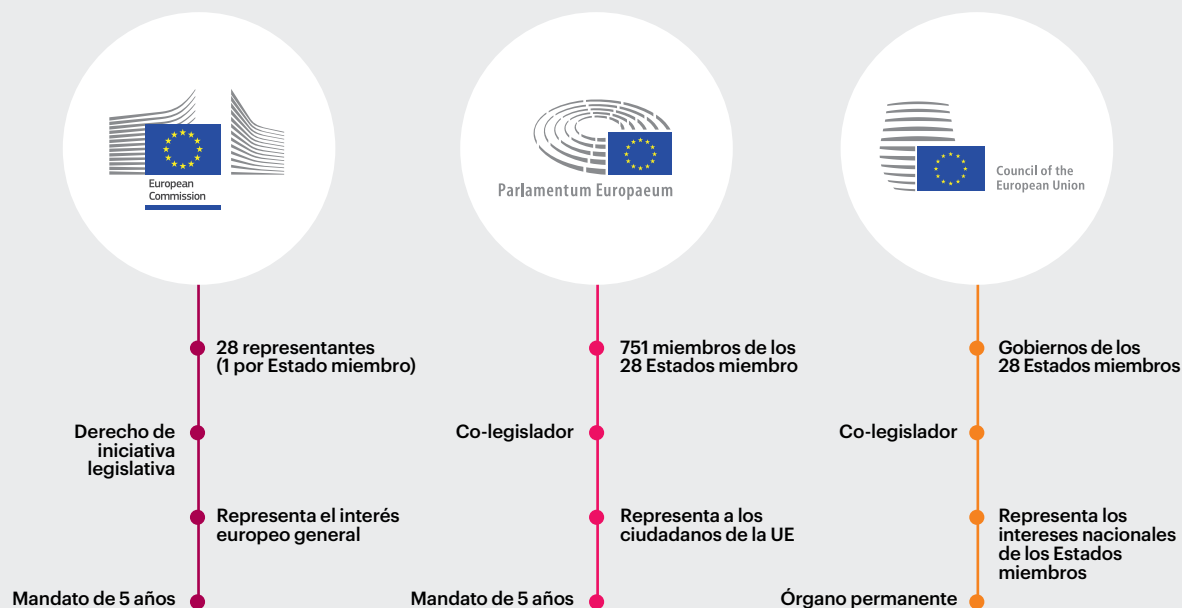 European
Commission
28 representantes
(1 por Estado miembro)
Derecho de
iniciativa
legislativa
Representa el interés
europeo general
Mandato de 5 años
Parlamentum Europaeum
751 miembros de los
28 Estados miembro
Co-legislador
Representa a los
ciudadanos de la UE
Mandato de 5 años
Council of the
European Union
Gobiernos de los
28 Estados miembros
Co-legislador
Representa los
intereses nacionales
de los Estados
miembros
Órgano permanente